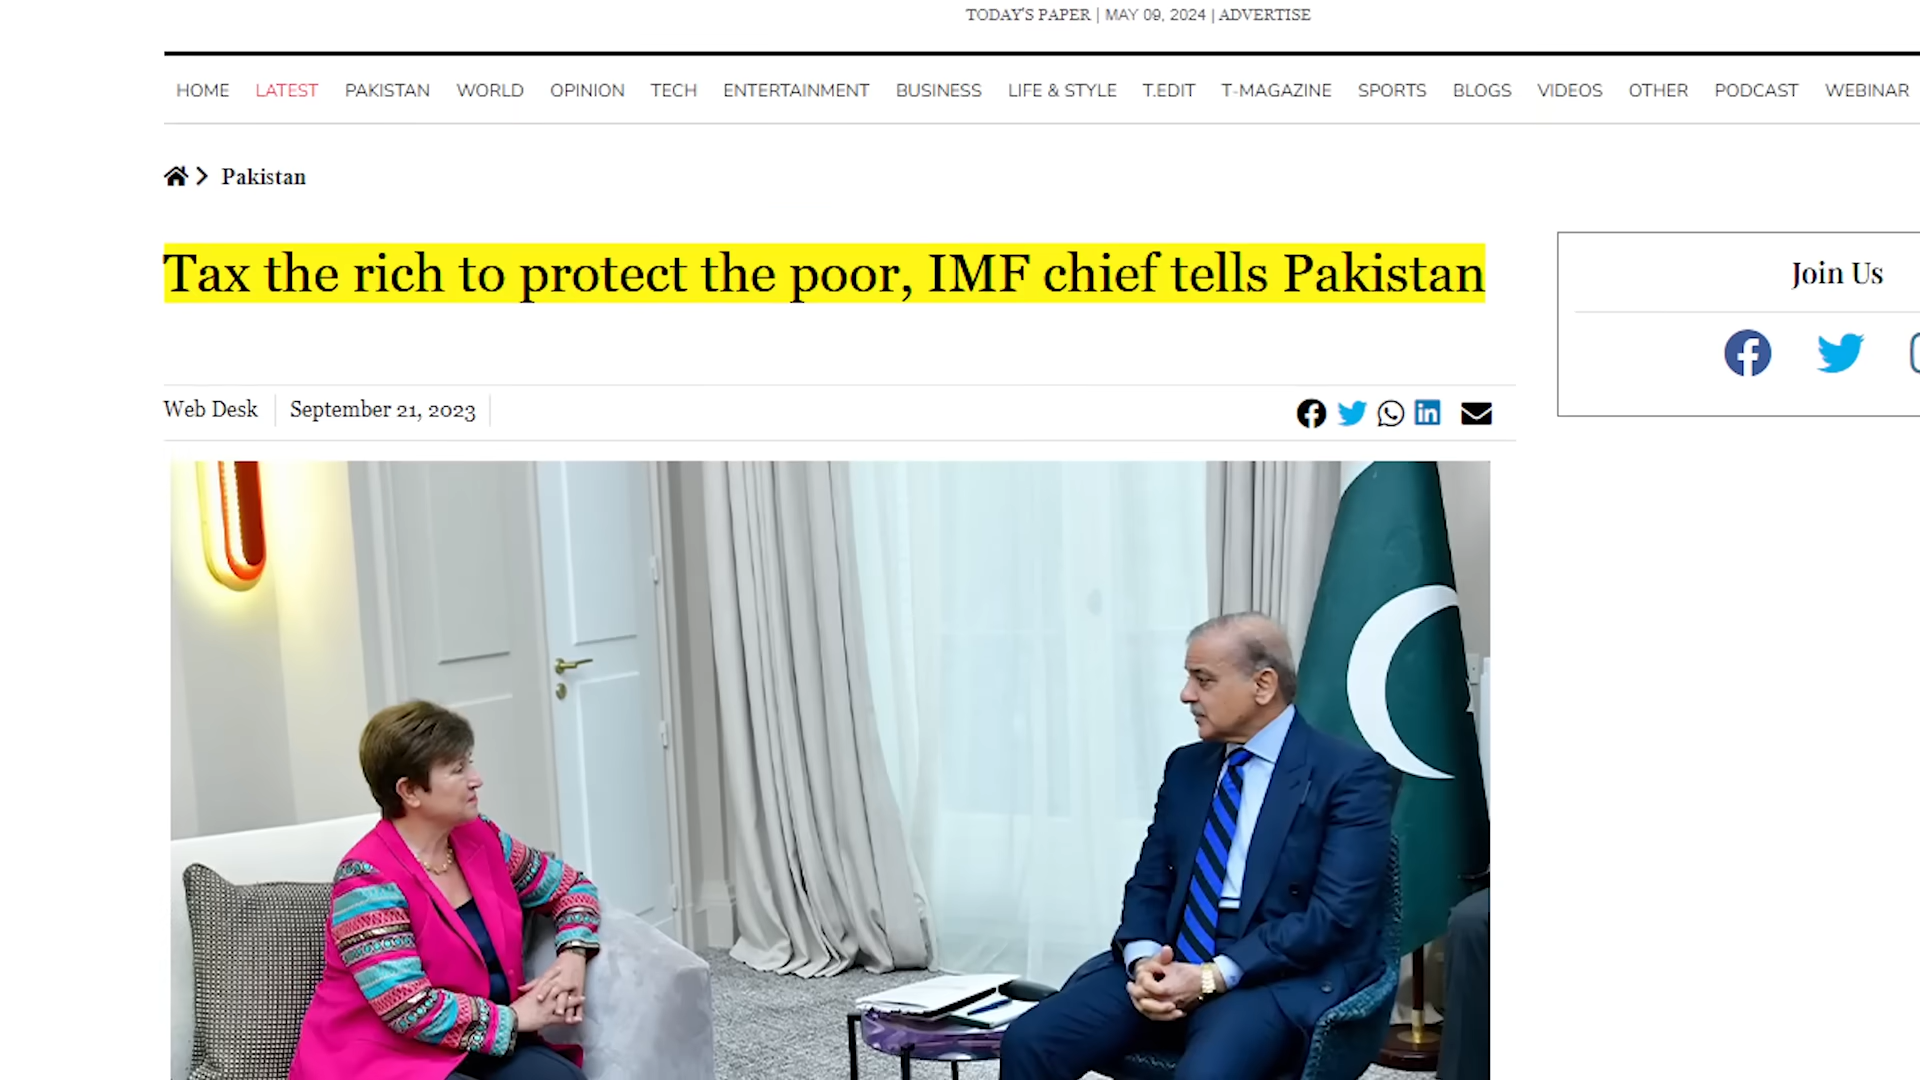 TODAY'S PAPER | MAY 09, 2024 | ADVERTISE
HOME LATEST PAKISTAN WORLD OPINION TECH ENTERTAINMENT BUSINESS LIFE & STYLE T.EDIT T-MAGAZINE SPORTS BLOGS VIDEOS OTHER PODCAST WEBINAR
Pakistan
Tax the rich to protect the poor, IMF chief tells Pakistan
Join Us
Web Desk September 21, 2023